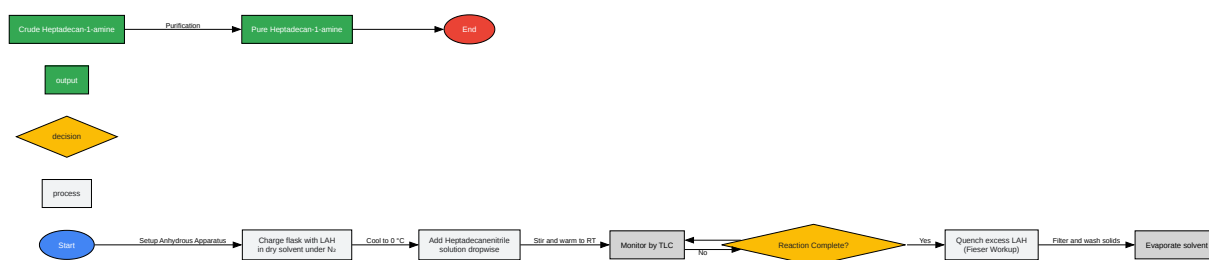 Crude Heptadecan-1-amine
Purification
Pure Heptadecan-1-amine
End
output
decision
process
Start
Setup Anhydrous Apparatus
Charge flask with LAH
in dry solvent under N₂
Cool to 0 °C
Add Heptadecanenitrile
solution dropwise
Stir and warm to RT
Monitor by TLC
No
Reaction Complete?
Yes
Quench excess LAH
(Fieser Workup)
Filter and wash solids
Evaporate solvent